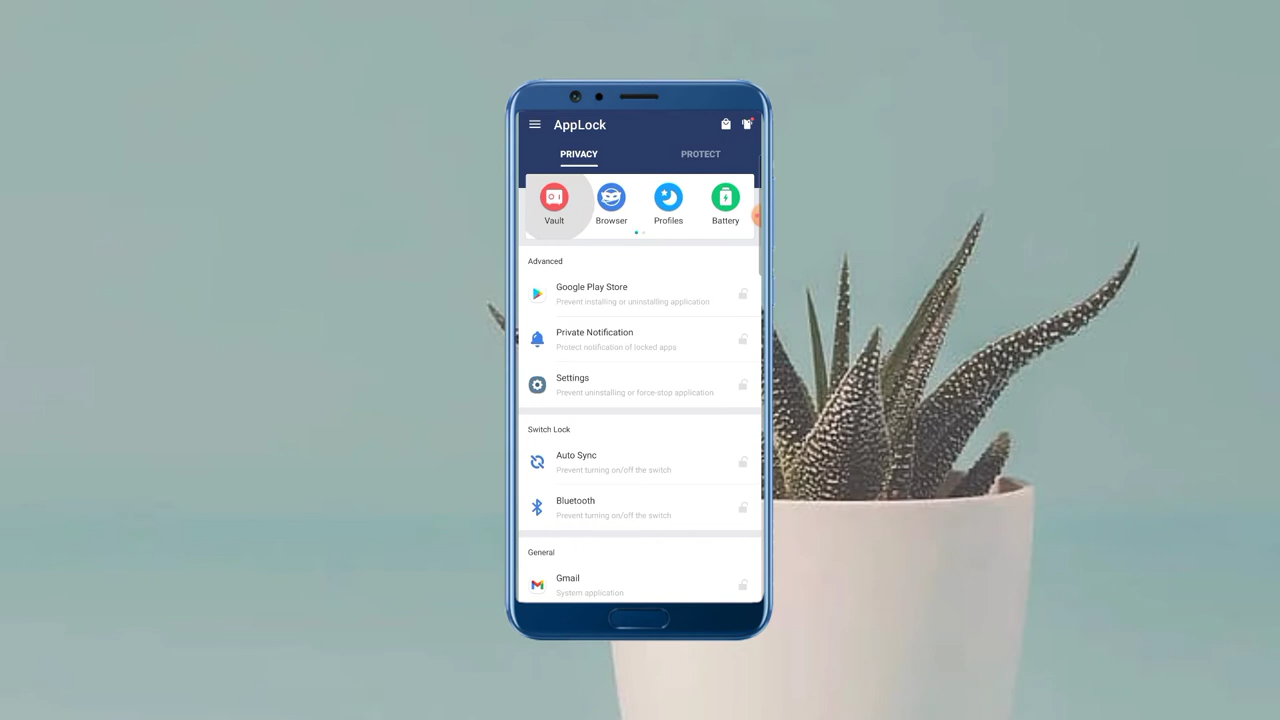 AppLock
PRIVACY PROTECT
Vault Browser Profiles Battery
Advanced
Google Play Store
Prevent installing or uninstalling application
Private Notification
Protect notification of locked apps
Settings
Prevent uninstalling or force-stop application
Switch Lock
Auto Sync
Prevent turning on/off the switch
Bluetooth
Prevent turning on/off the switch
General
Gmail
System application